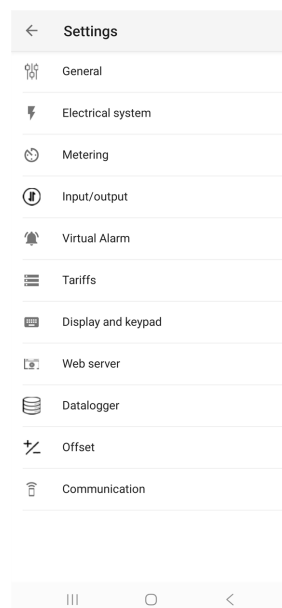 Settings
General
Electrical system
Metering
Input/output
Virtual Alarm
Tariffs
Display and keypad
Web server
Datalogger
Offset
Communication